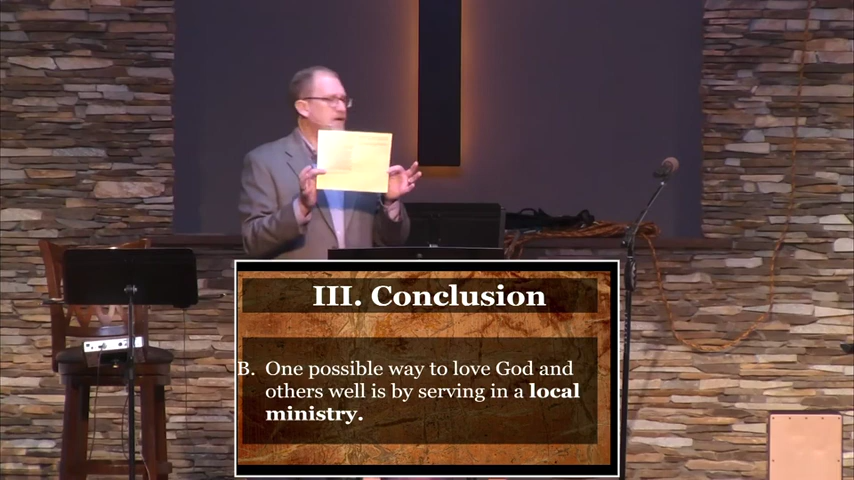 III. Conclusion
B. One possible way to love God and
others well is by serving in a local
ministry.